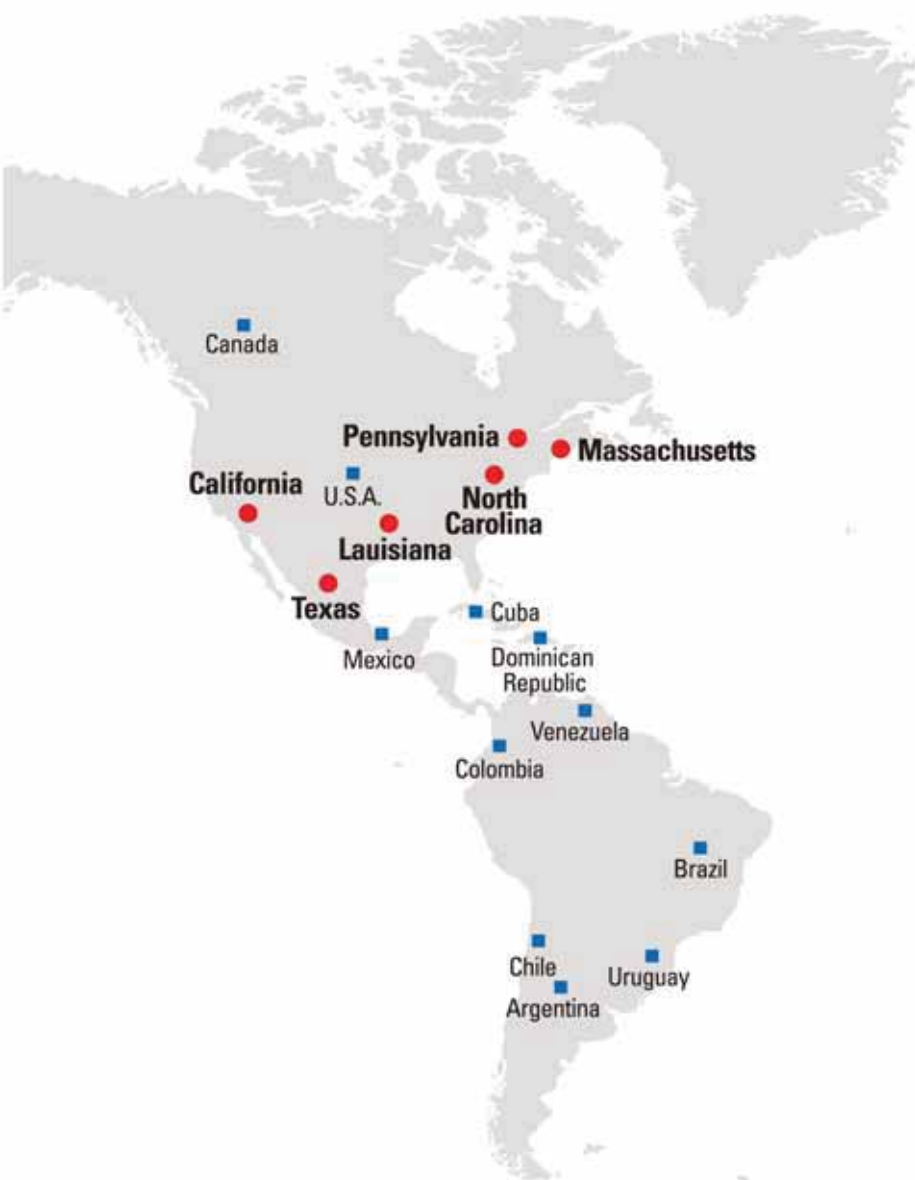 Canada
Pennsylvania
Massachusetts
California
U.S.A.
North
Carolina
Lauisiana
Texas
Cuba
Mexico
Dominican
Republic
Venezuela
Colombia
Brazil
Chile
Uruguay
Argentina